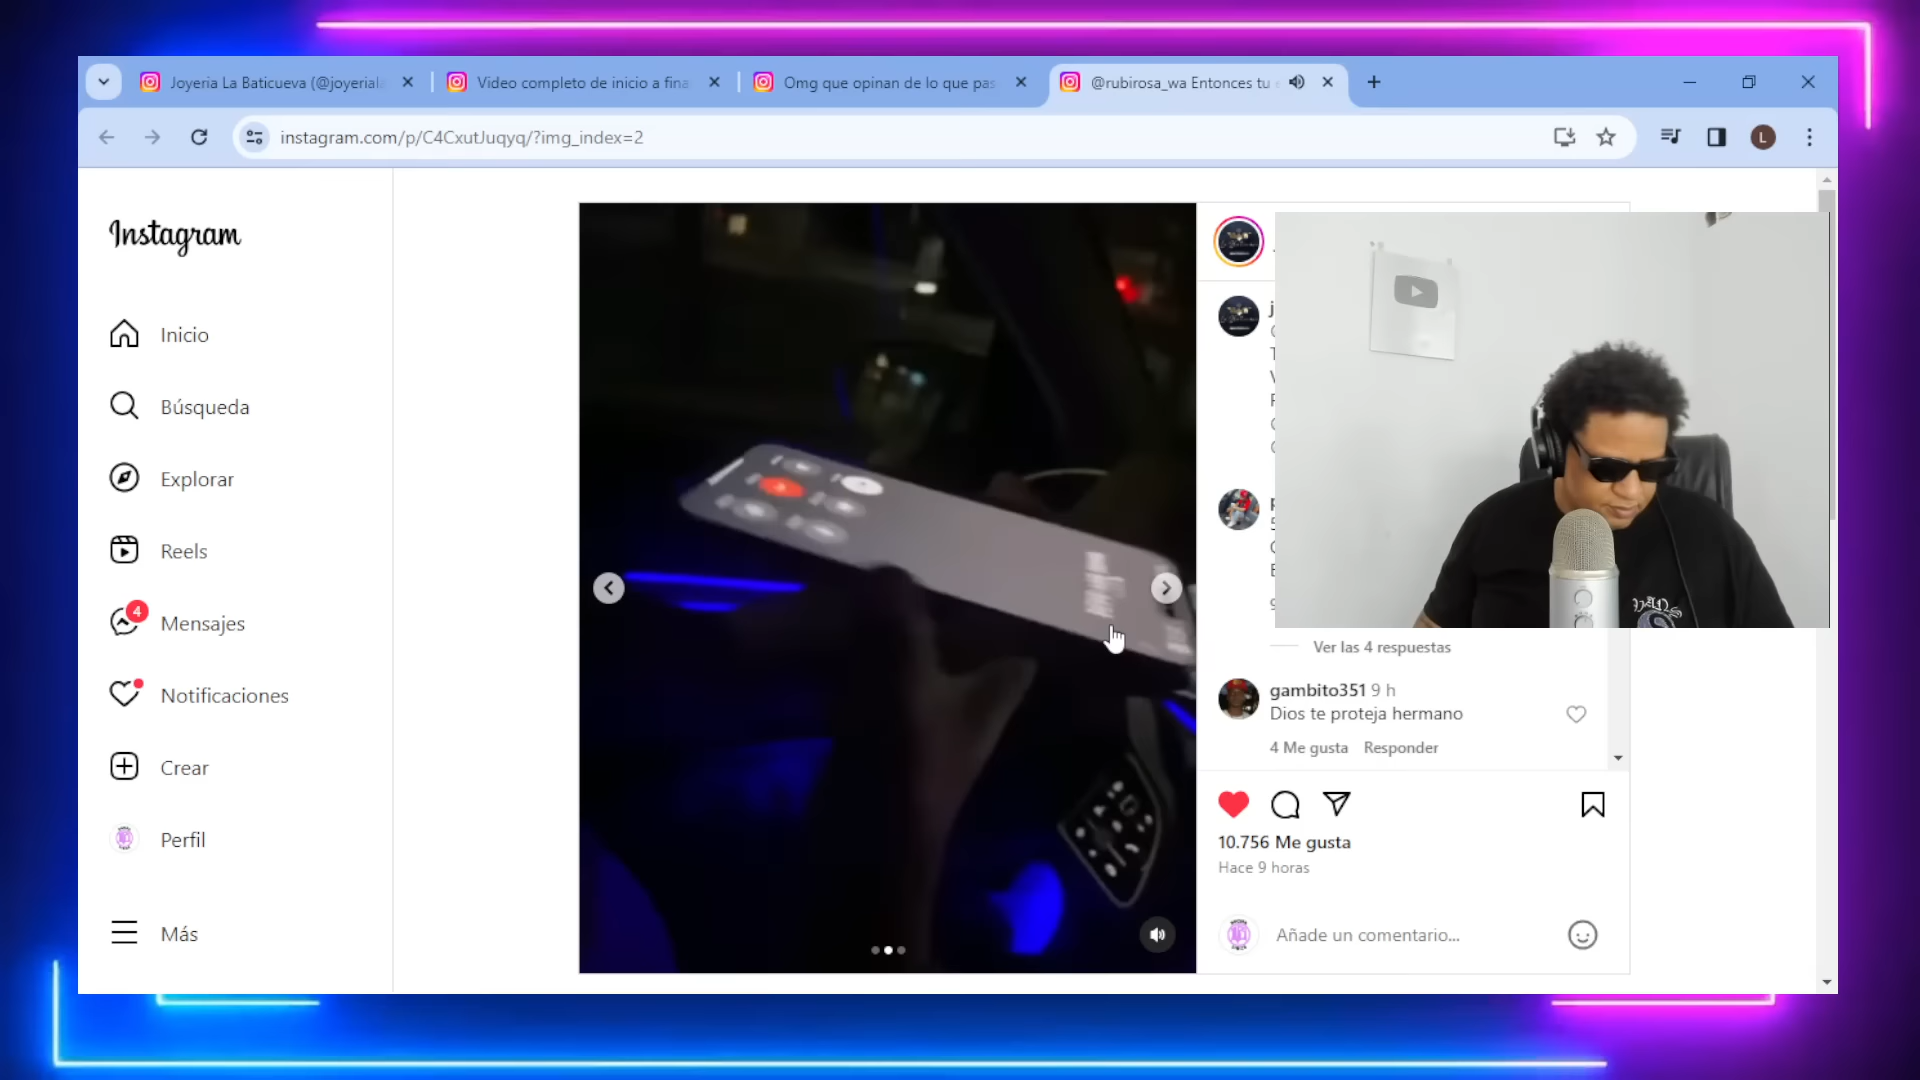 Joyeria La Baticueva (@joyeriala
Video completo de inicio a fina
Omg que opinan de lo que pas
@rubirosa_wa Entonces tu e
instagram.com/p/C4CxutJuqyq/?img_index=2
L
Instagram
Inicio
Búsqueda
Explorar
Reels
4
Mensajes
Notificaciones
Crear
Perfil
Más
Ver las 4 respuestas
gambito351 9 h
Dios te proteja hermano
4 Me gusta Responder
10.756 Me gusta
Hace 9 horas
Añade un comentario...